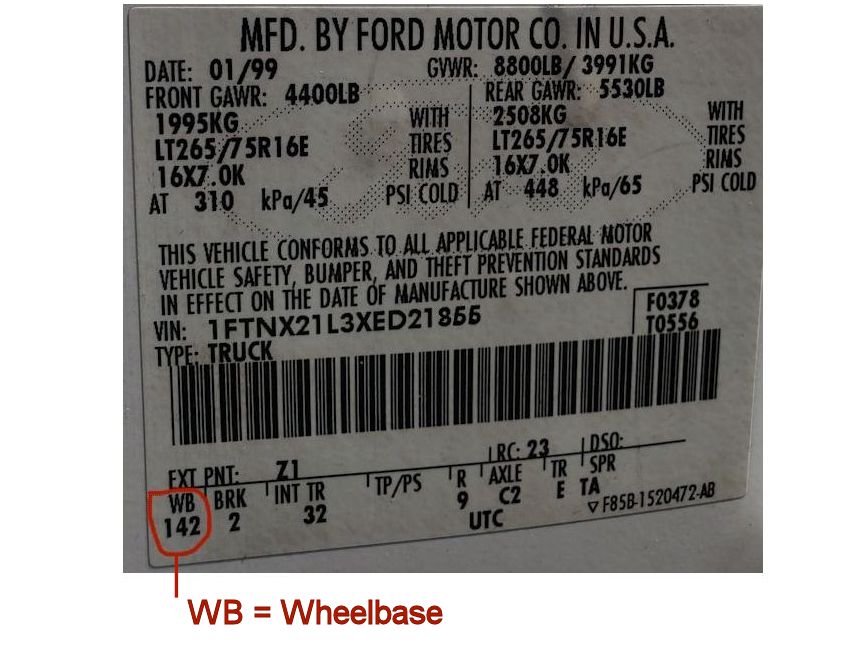 MFD. BY FORD MOTOR CO. IN U.S.A.
DATE: 01/99 GVWR: 8800LB/ 3991KG
FRONT GAWR: 4400LB REAR GAWR: 5530LB
1995KG WITH 2508KG WITH
LT265/75R16E TIRES LT265/75R16E TIRES
16X7.0K RIMS 16X7.0K RIMS
AT 310 kPa/45 PSI COLD AT 448 kPa/65 PSI COLD
THIS VEHICLE CONFORMS TO ALL APPLICABLE FEDERAL MOTOR
VEHICLE SAFETY, BUMPER, AND THEFT PREVENTION STANDARDS
IN EFFECT ON THE DATE OF MANUFACTURE SHOWN ABOVE.
VIN: 1FTNX21L3XED21855 F0378
TYPE: TRUCK T0556
EXT PNT: Z1 RC: 23 DSO:
WB BRK INT TR TP/PS R AXLE TR SPR
142 2 32 9 C2 E TA
UTC ▽F85B-1520472-AB
WB = Wheelbase